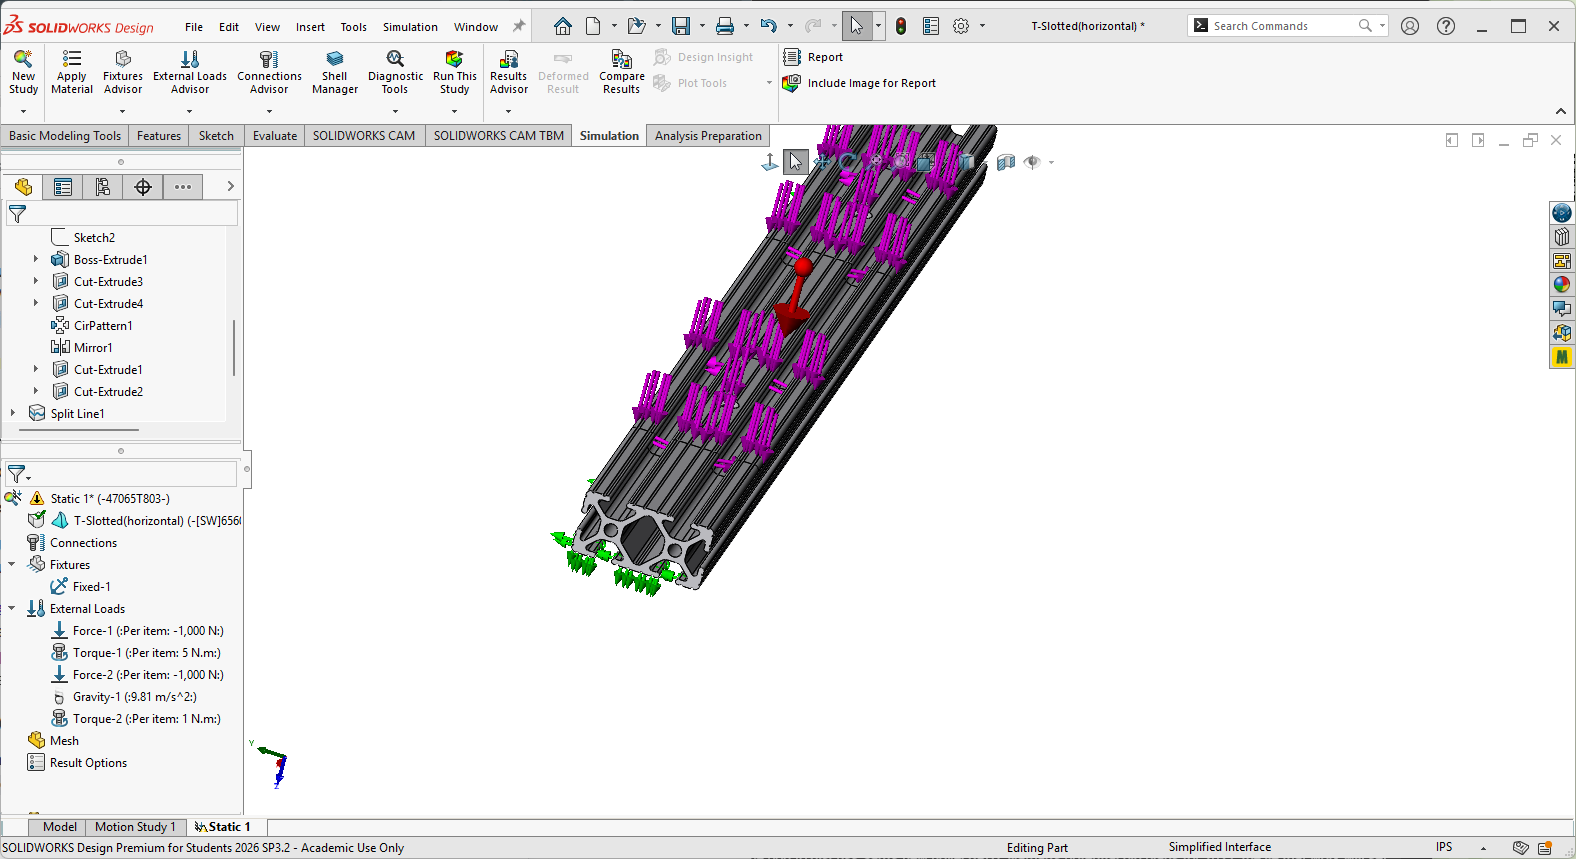 SOLIDWORKS Design
File Edit View Insert Tools Simulation Window
T-Slotted(horizontal) *
Search Commands
New Study
Apply Material
Fixtures Advisor
External Loads Advisor
Connections Advisor
Shell Manager
Diagnostic Tools
Run This Study
Results Advisor
Deformed Result
Compare Results
Design Insight
Plot Tools
Report
Include Image for Report
Basic Modeling Tools Features Sketch Evaluate SOLIDWORKS CAM SOLIDWORKS CAM TBM Simulation Analysis Preparation
Sketch2
Boss-Extrude1
Cut-Extrude3
Cut-Extrude4
CirPattern1
Mirror1
Cut-Extrude1
Cut-Extrude2
Split Line1
Static 1* (-47065T803-)
T-Slotted(horizontal) (-[SW]656
Connections
Fixtures
Fixed-1
External Loads
Force-1 (:Per item: -1,000 N:)
Torque-1 (:Per item: 5 N.m:)
Force-2 (:Per item: -1,000 N:)
Gravity-1 (:9.81 m/s^2:)
Torque-2 (:Per item: 1 N.m:)
Mesh
Result Options
Y
Z
M
Model Motion Study 1 Static 1
SOLIDWORKS Design Premium for Students 2026 SP3.2 - Academic Use Only
Editing Part
Simplified Interface
IPS